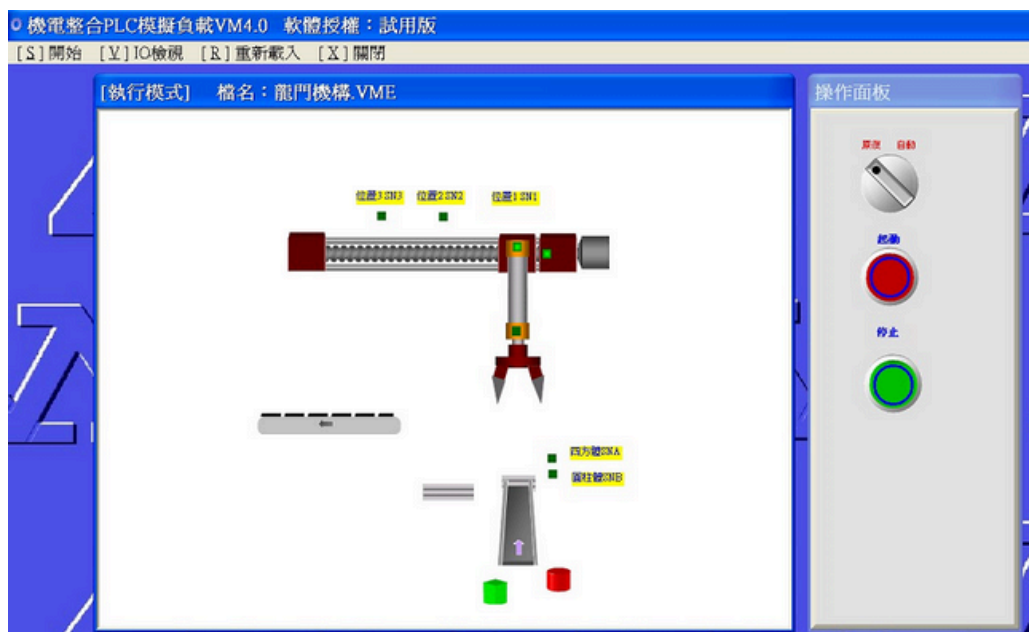 機電整合PLC模擬負載VM4.0 軟體授權：試用版
[S]開始 [V]IO檢視 [R]重新載入 [X]關閉
[執行模式] 檔名：龍門機構.VME
操作面板
原復 自動
位置3 SN3 位置2 SN2 位置1 SN1
起動
停止
四方體SNA
圓柱體SNB